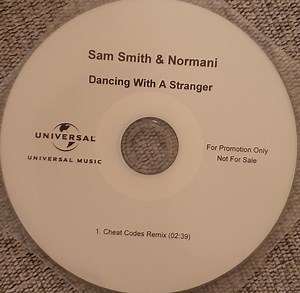 Sam Smith & Normani
Dancing With A Stranger
UNIVERSAL
UNIVERSAL MUSIC
For Promotion Only
Not For Sale
1. Cheat Codes Remix (02:39)